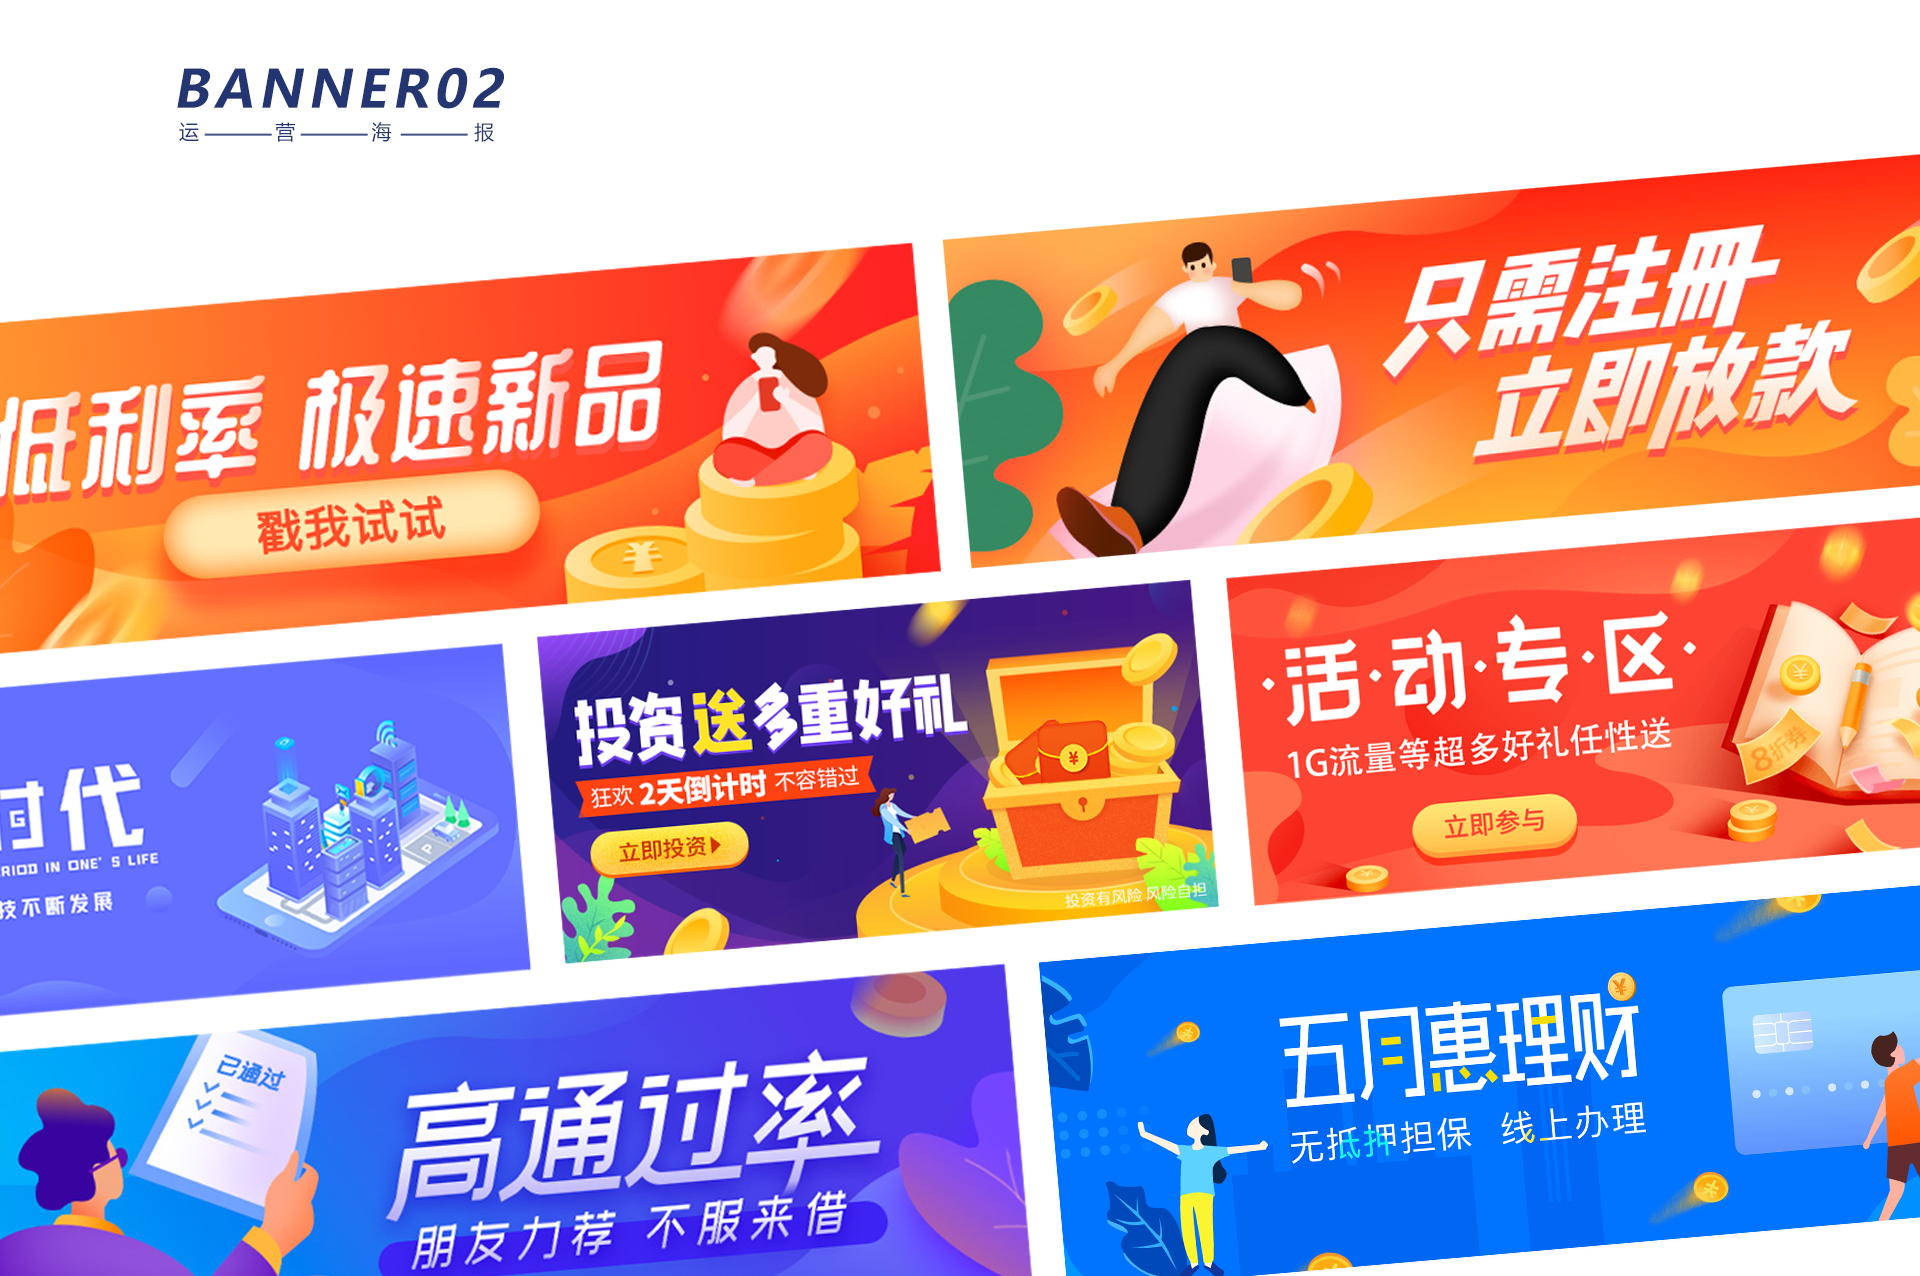 BANNER02
运营海报
低利率 极速新品
戳我试试
只需注册
立即放款
时代
RIOD IN ONE'S LIFE
技不断发展
投资送多重好礼
狂欢 2天倒计时 不容错过
立即投资
投资有风险 风险自担
·活·动·专·区·
1G流量等超多好礼任性送
立即参与
8折券
已通过
高通过率
朋友力荐 不服来借
五月惠理财
无抵押担保 线上办理